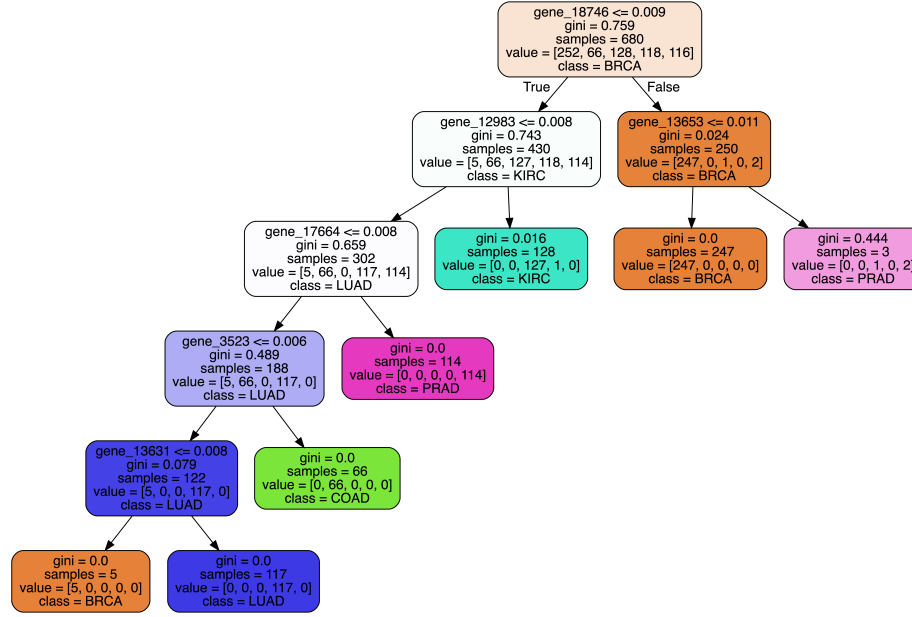 gene_18746 <= 0.009
gini = 0.759
samples = 680
value = [252, 66, 128, 118, 116]
class = BRCA
True
False
gene_12983 <= 0.008
gini = 0.743
samples = 430
value = [5, 66, 127, 118, 114]
class = KIRC
gene_13653 <= 0.011
gini = 0.024
samples = 250
value = [247, 0, 1, 0, 2]
class = BRCA
gene_17664 <= 0.008
gini = 0.659
samples = 302
value = [5, 66, 0, 117, 114]
class = LUAD
gini = 0.016
samples = 128
value = [0, 0, 127, 1, 0]
class = KIRC
gini = 0.0
samples = 247
value = [247, 0, 0, 0, 0]
class = BRCA
gini = 0.444
samples = 3
value = [0, 0, 1, 0, 2]
class = PRAD
gene_3523 <= 0.006
gini = 0.489
samples = 188
value = [5, 66, 0, 117, 0]
class = LUAD
gini = 0.0
samples = 114
value = [0, 0, 0, 0, 114]
class = PRAD
gene_13631 <= 0.008
gini = 0.079
samples = 122
value = [5, 0, 0, 117, 0]
class = LUAD
gini = 0.0
samples = 66
value = [0, 66, 0, 0, 0]
class = COAD
gini = 0.0
samples = 5
value = [5, 0, 0, 0, 0]
class = BRCA
gini = 0.0
samples = 117
value = [0, 0, 0, 117, 0]
class = LUAD